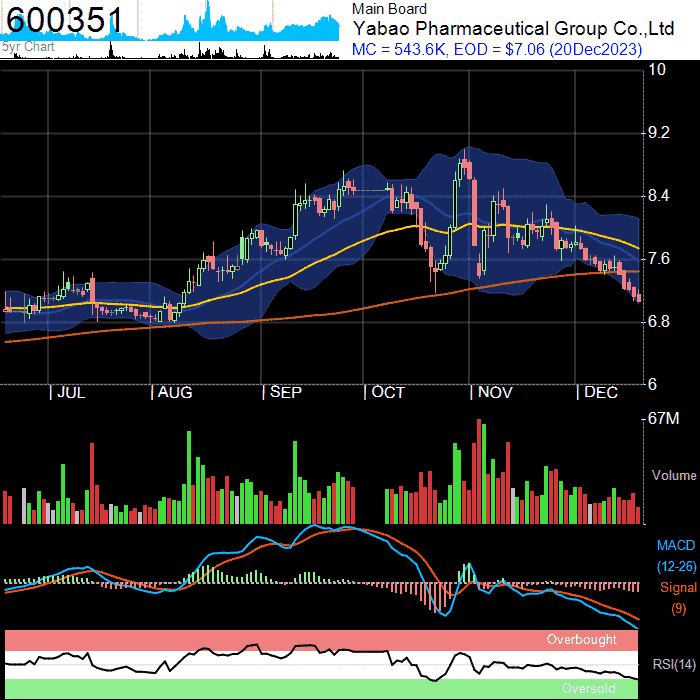 600351
5yr Chart
Main Board
Yabao Pharmaceutical Group Co.,Ltd
MC = 543.6K, EOD = $7.06 (20Dec2023)
10
9.2
8.4
7.6
6.8
6
JUL AUG SEP OCT NOV DEC
67M
Volume
MACD
(12-26)
Signal
(9)
Overbought
RSI(14)
Oversold